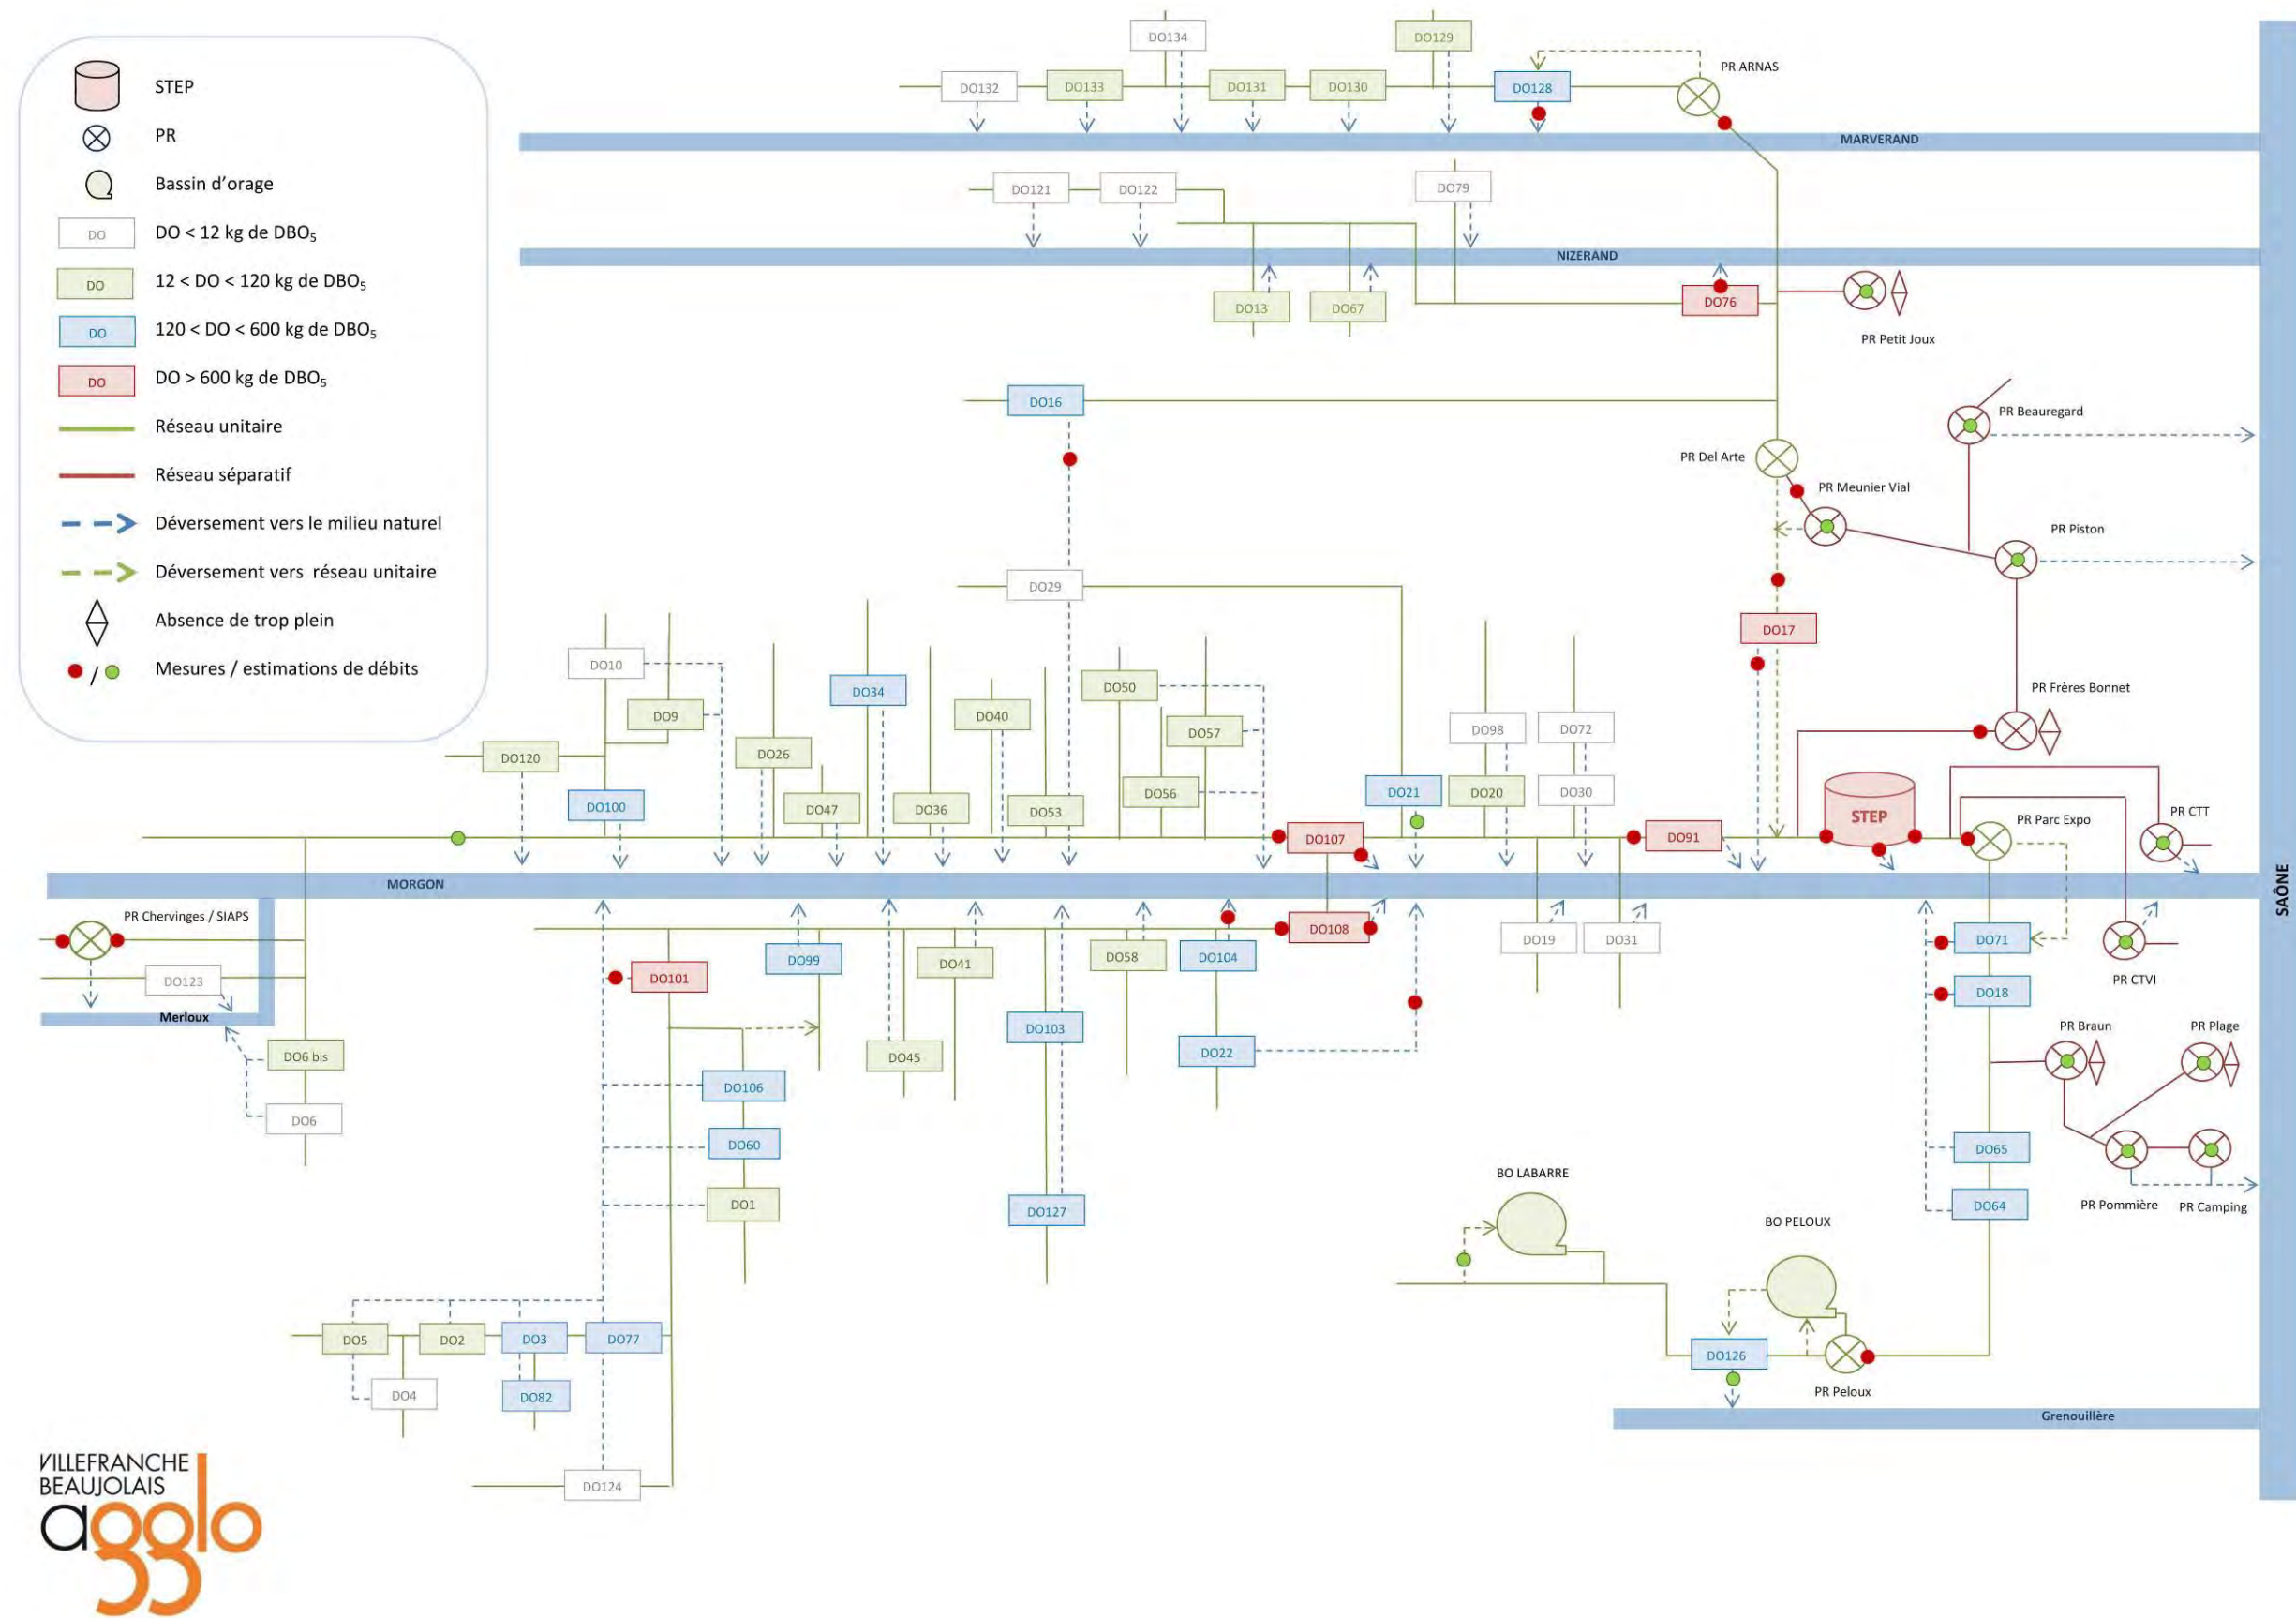 STEP
PR
Bassin d'orage
DO
DO < 12 kg de DBO₅
DO
12 < DO < 120 kg de DBO₅
DO
120 < DO < 600 kg de DBO₅
DO
DO > 600 kg de DBO₅
Réseau unitaire
Réseau séparatif
Déversement vers le milieu naturel
Déversement vers réseau unitaire
Absence de trop plein
/
Mesures / estimations de débits
DO134
DO129
PR ARNAS
DO132
DO133
DO131
DO130
DO128
MARVERAND
DO121
DO122
DO79
NIZERAND
DO13
DO67
DO76
PR Petit Joux
DO16
PR Beauregard
PR Del Arte
PR Meunier Vial
PR Piston
DO29
DO17
DO10
DO9
DO34
DO40
DO50
DO57
DO98
DO72
PR Frères Bonnet
DO120
DO26
DO100
DO47
DO36
DO53
DO56
DO21
DO20
DO30
DO107
DO91
STEP
PR Parc Expo
PR CTT
MORGON
SAÔNE
PR Chervinges / SIAPS
DO123
Merloux
DO108
DO19
DO31
DO71
DO101
DO99
DO41
DO58
DO104
DO18
PR CTVI
DO6 bis
DO45
DO103
DO22
PR Braun
PR Plage
DO6
DO106
DO60
DO1
DO127
DO65
DO64
PR Pommière
PR Camping
BO LABARRE
BO PELOUX
DO5
DO2
DO3
DO77
DO4
DO82
DO126
PR Peloux
Grenouillère
DO124
VILLEFRANCHE
BEAUJOLAIS
agglo